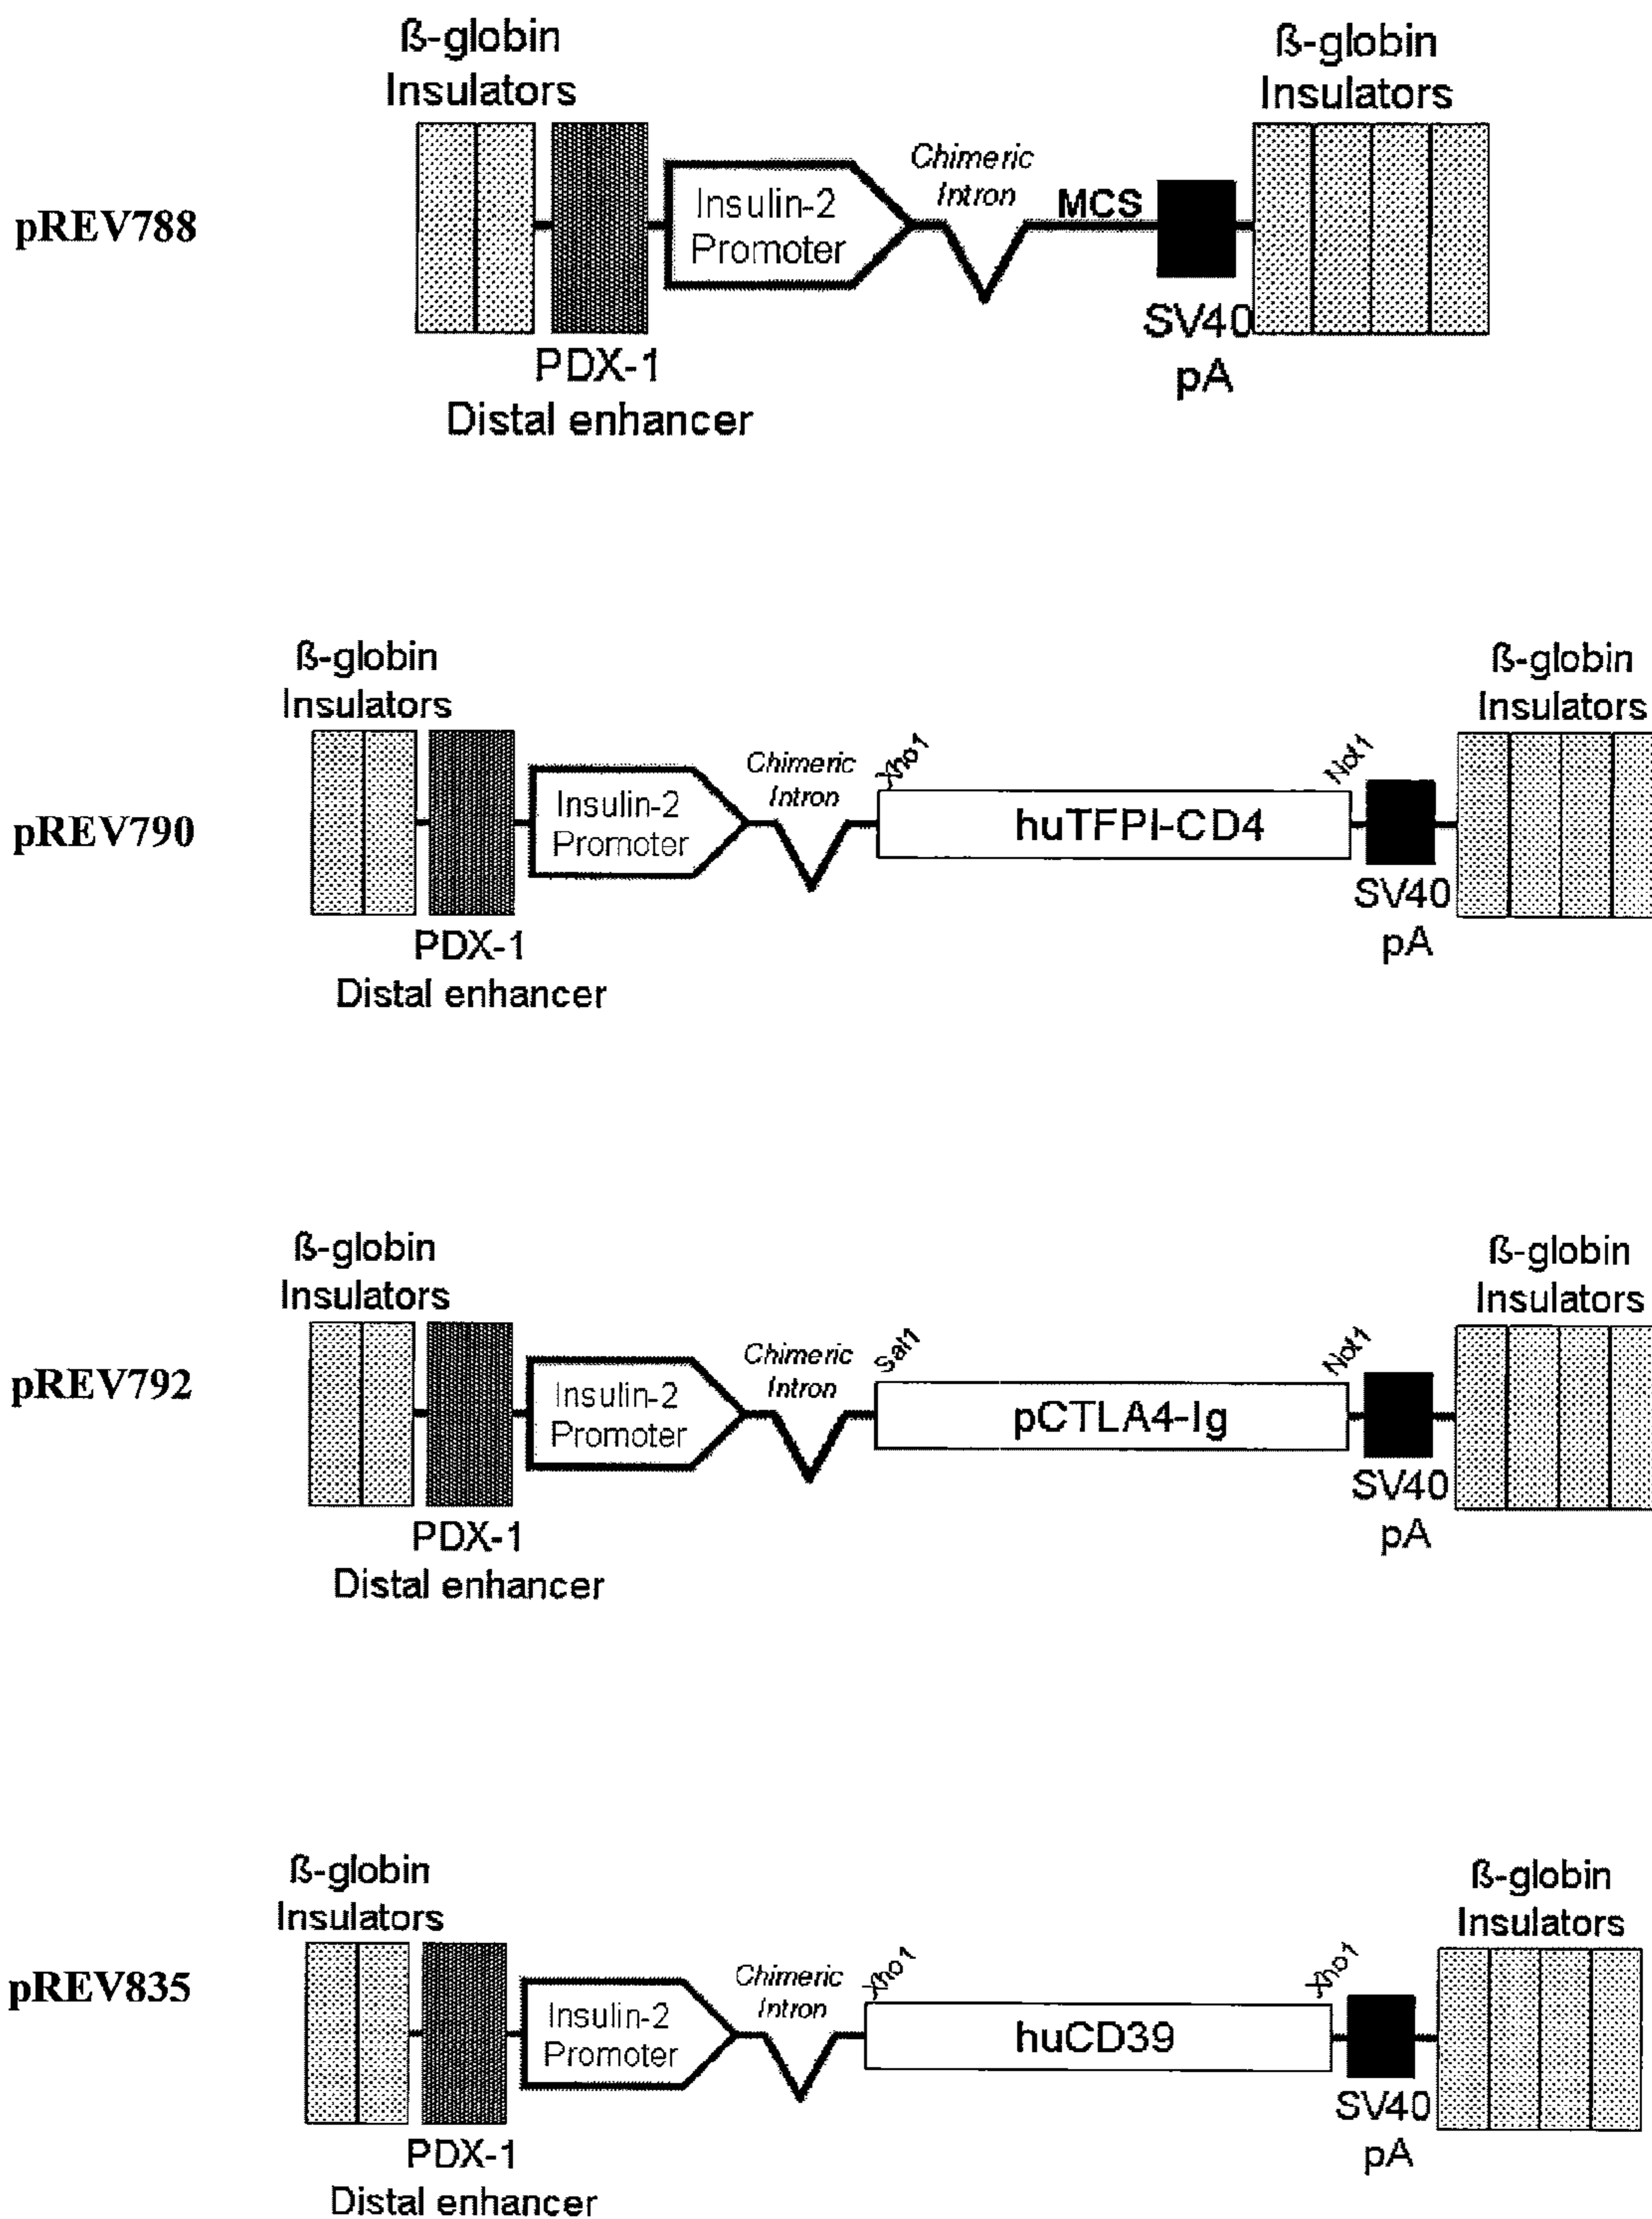 ß-globin
Insulators
ß-globin
Insulators
pREV788
Insulin-2
Promoter
Chimeric
Intron
MCS
SV40
pA
PDX-1
Distal enhancer
ß-globin
Insulators
ß-globin
Insulators
pREV790
Insulin-2
Promoter
Chimeric
Intron
Xho1
huTFPI-CD4
Not1
SV40
pA
PDX-1
Distal enhancer
ß-globin
Insulators
ß-globin
Insulators
pREV792
Insulin-2
Promoter
Chimeric
Intron
Sal1
pCTLA4-Ig
Not1
SV40
pA
PDX-1
Distal enhancer
ß-globin
Insulators
ß-globin
Insulators
pREV835
Insulin-2
Promoter
Chimeric
Intron
Xho1
huCD39
Xho1
SV40
pA
PDX-1
Distal enhancer